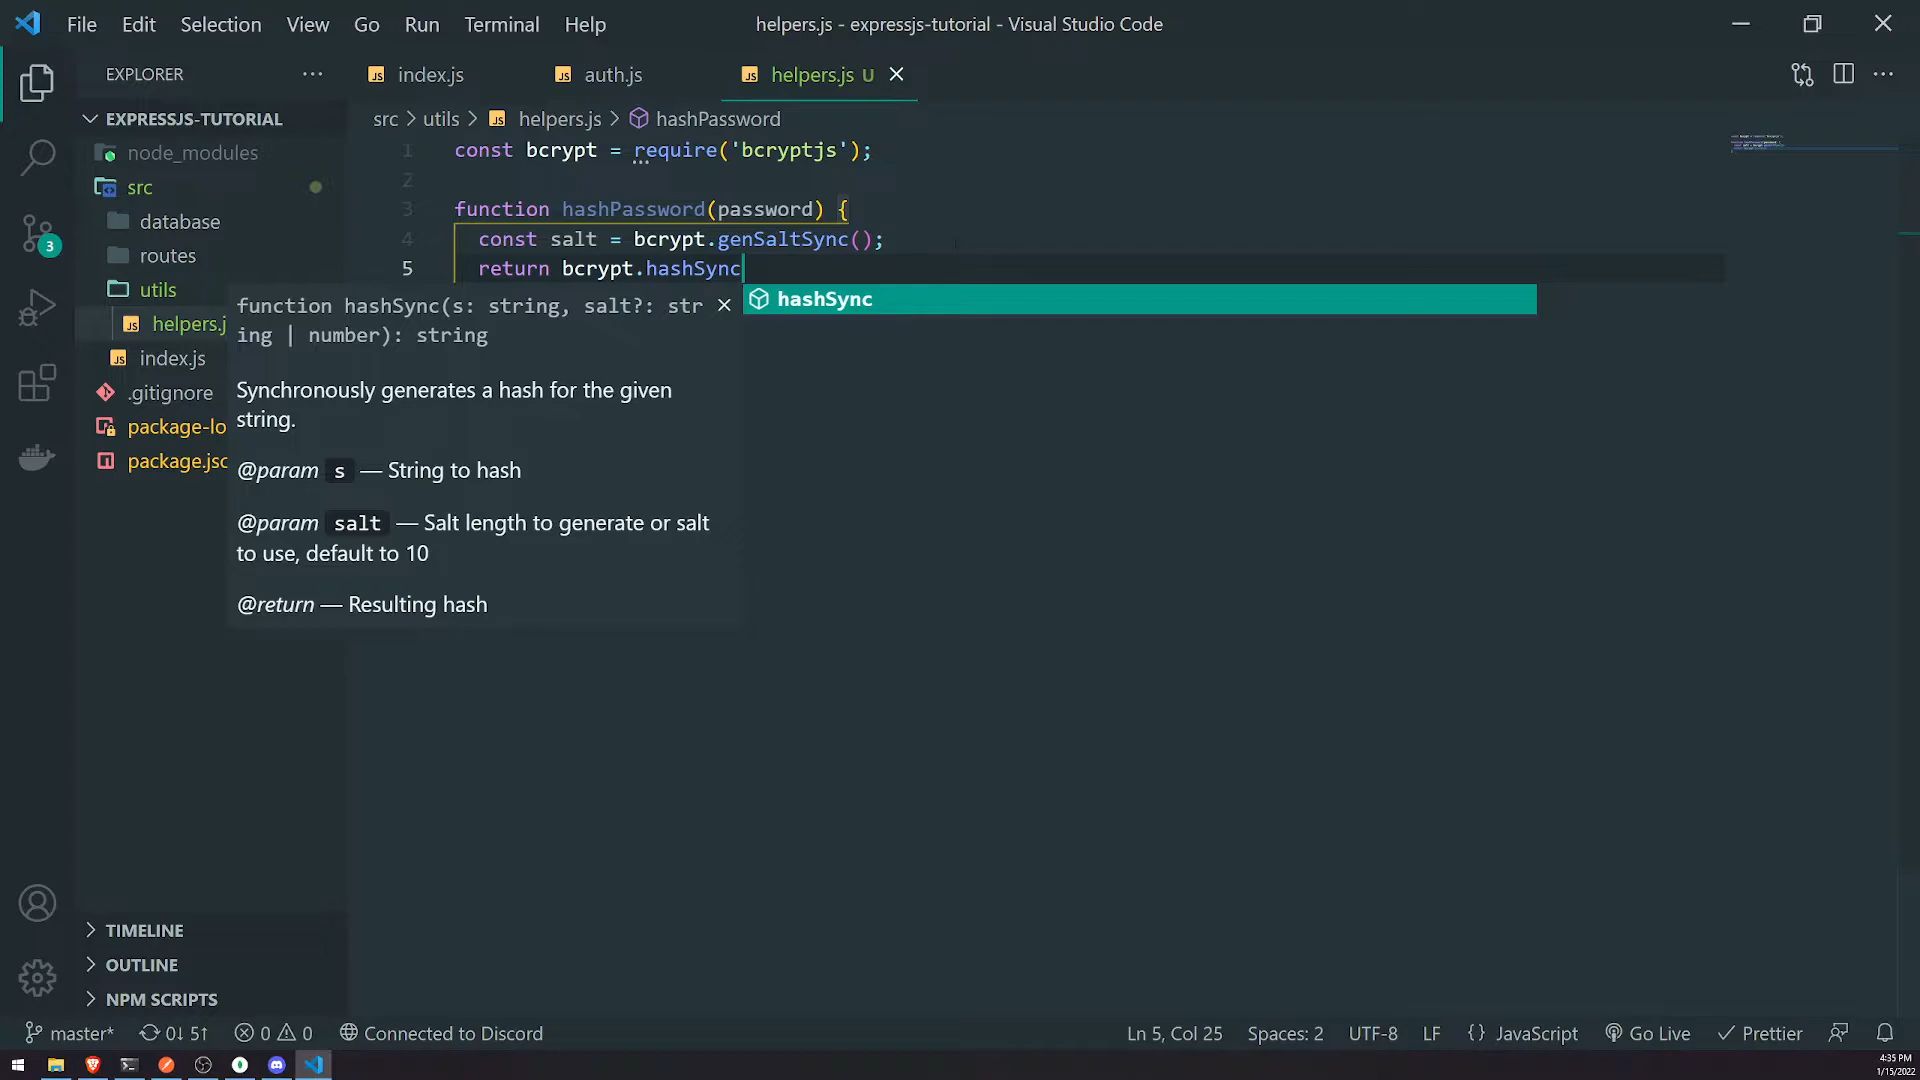 File Edit Selection View Go Run Terminal Help
helpers.js - expressjs-tutorial - Visual Studio Code
EXPLORER
index.js
auth.js
helpers.js U
EXPRESSJS-TUTORIAL
src > utils > helpers.js > hashPassword
node_modules
src
database
routes
utils
helpers.j
index.js
.gitignore
package-lo
package.jsc
1 const bcrypt = require('bcryptjs');
2
3 function hashPassword(password) {
4 const salt = bcrypt.genSaltSync();
5 return bcrypt.hashSync
hashSync
function hashSync(s: string, salt?: str
ing | number): string
Synchronously generates a hash for the given
string.
@param s — String to hash
@param salt — Salt length to generate or salt
to use, default to 10
@return — Resulting hash
TIMELINE
OUTLINE
NPM SCRIPTS
3
master* 0↓ 5↑ 0 0 Connected to Discord
Ln 5, Col 25 Spaces: 2 UTF-8 LF {} JavaScript Go Live Prettier
4:35 PM
1/15/2022